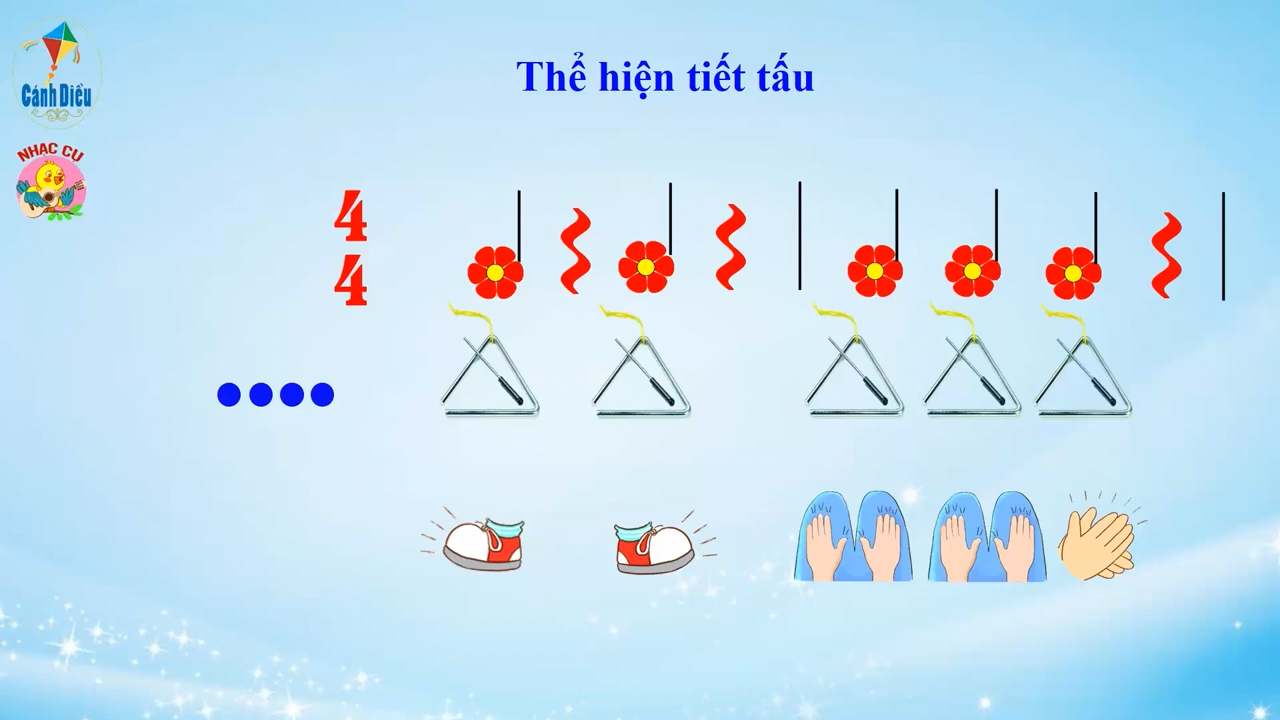 Cánh Diều
NHẠC CỤ
Thể hiện tiết tấu
4
4